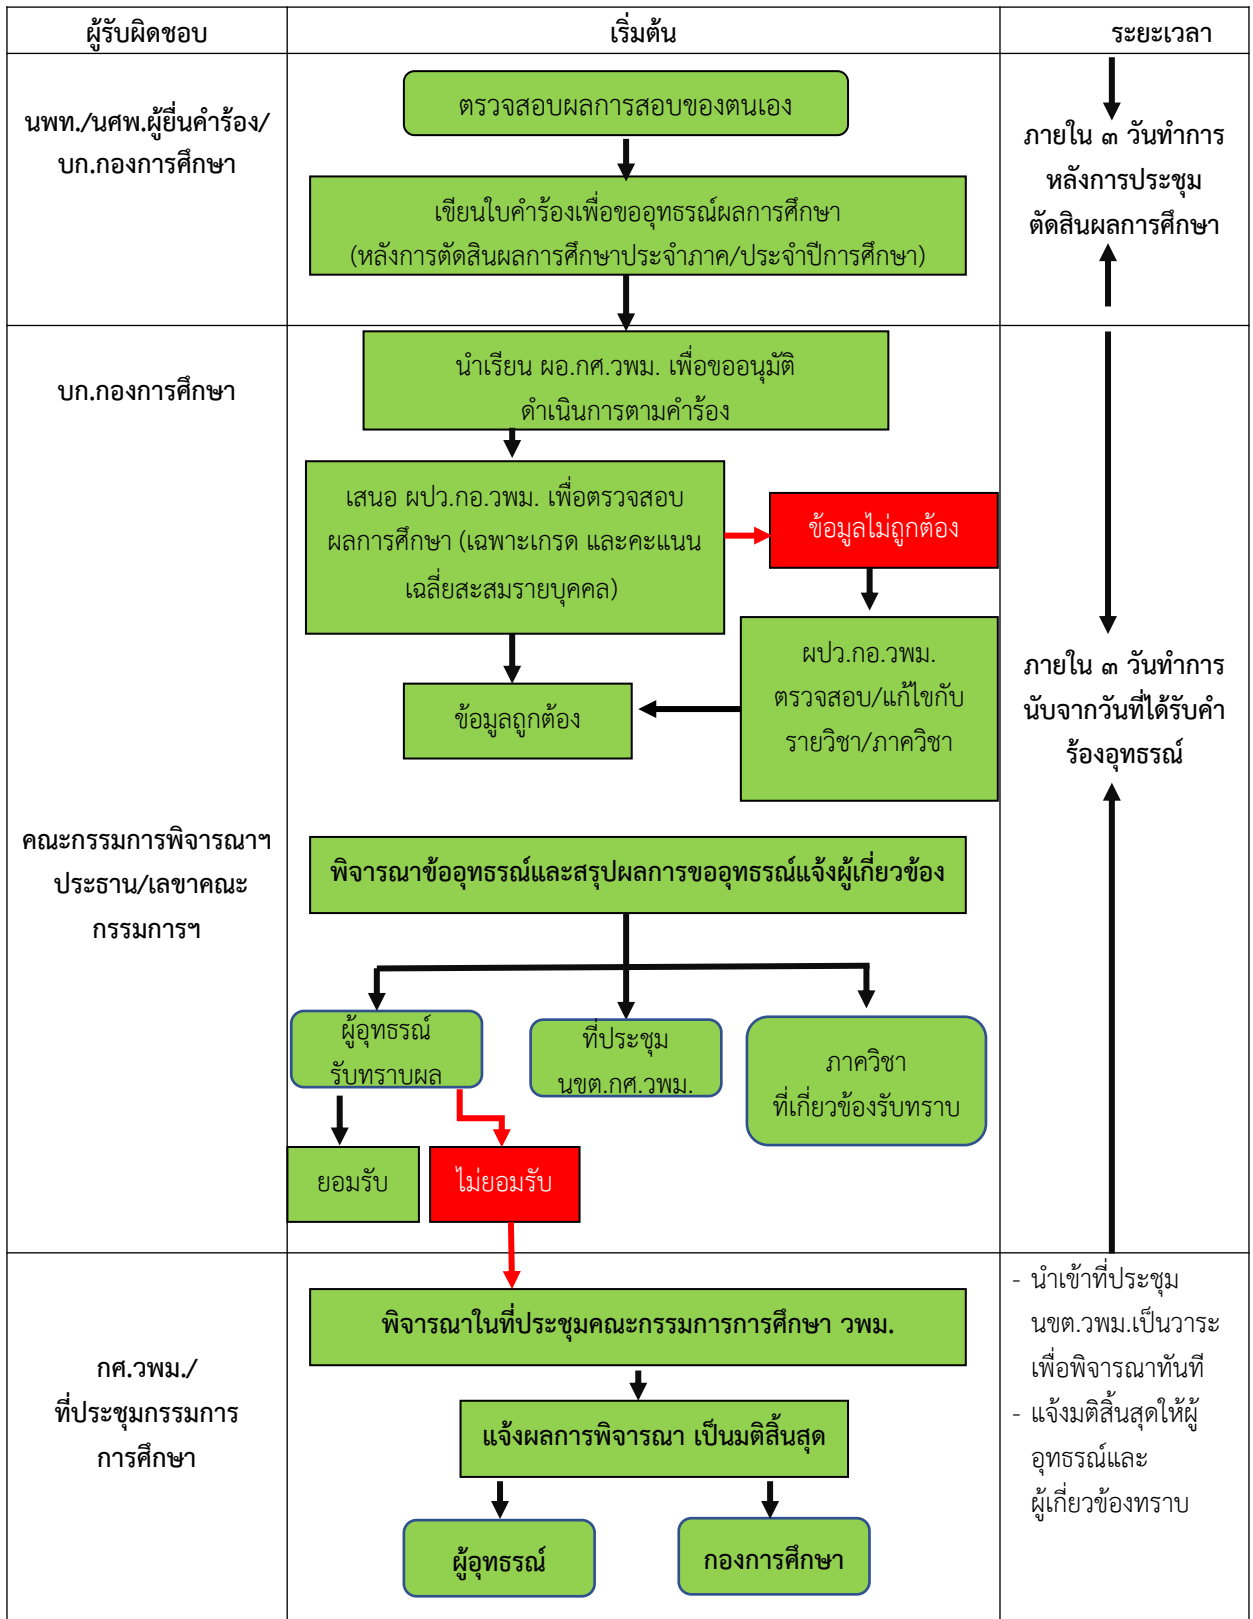 ผู้รับผิดชอบ
เริ่มต้น
ระยะเวลา
นพท./นศพ.ผู้ยื่นคำร้อง/
บก.กองการศึกษา
ตรวจสอบผลการสอบของตนเอง
เขียนใบคำร้องเพื่อขออุทธรณ์ผลการศึกษา
(หลังการตัดสินผลการศึกษาประจำภาค/ประจำปีการศึกษา)
ภายใน ๓ วันทำการ
หลังการประชุม
ตัดสินผลการศึกษา
บก.กองการศึกษา
นำเรียน ผอ.กศ.วพม. เพื่อขออนุมัติ
ดำเนินการตามคำร้อง
เสนอ ผปว.กอ.วพม. เพื่อตรวจสอบ
ผลการศึกษา (เฉพาะเกรด และคะแนน
เฉลี่ยสะสมรายบุคคล)
ข้อมูลไม่ถูกต้อง
ผปว.กอ.วพม.
ตรวจสอบ/แก้ไขกับ
รายวิชา/ภาควิชา
ข้อมูลถูกต้อง
ภายใน ๓ วันทำการ
นับจากวันที่ได้รับคำ
ร้องอุทธรณ์
คณะกรรมการพิจารณาฯ
ประธาน/เลขาคณะ
กรรมการฯ
พิจารณาข้ออุทธรณ์และสรุปผลการขออุทธรณ์แจ้งผู้เกี่ยวข้อง
ผู้อุทธรณ์
รับทราบผล
ที่ประชุม
นขต.กศ.วพม.
ภาควิชา
ที่เกี่ยวข้องรับทราบ
ยอมรับ
ไม่ยอมรับ
กศ.วพม./
ที่ประชุมกรรมการ
การศึกษา
พิจารณาในที่ประชุมคณะกรรมการการศึกษา วพม.
แจ้งผลการพิจารณา เป็นมติสิ้นสุด
ผู้อุทธรณ์
กองการศึกษา
- นำเข้าที่ประชุม
นขต.วพม.เป็นวาระ
เพื่อพิจารณาทันที
- แจ้งมติสิ้นสุดให้ผู้
อุทธรณ์และ
ผู้เกี่ยวข้องทราบ